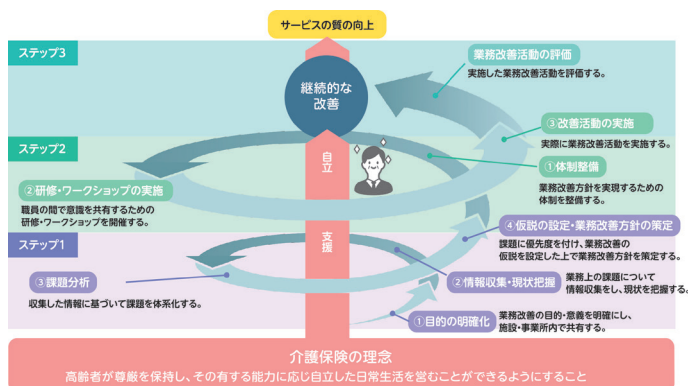 サービスの質の向上
ステップ3
業務改善活動の評価
実施した業務改善活動を評価する。
継続的な
改善
③改善活動の実施
実際に業務改善活動を実施する。
ステップ2
自立
①体制整備
業務改善方針を実現するための
体制を整備する。
②研修・ワークショップの実施
職員の間で意識を共有するための
研修・ワークショップを開催する。
④仮説の設定・業務改善方針の策定
課題に優先度を付け、業務改善の
仮説を設定した上で業務改善方針を策定する。
ステップ1
支援
③課題分析
収集した情報に基づいて課題を体系化する。
②情報収集・現状把握
業務上の課題について
情報収集をし、現状を把握する。
①目的の明確化
業務改善の目的・意義を明確にし、
施設・事業所内で共有する。
介護保険の理念
高齢者が尊厳を保持し、その有する能力に応じ自立した日常生活を営むことができるようにすること